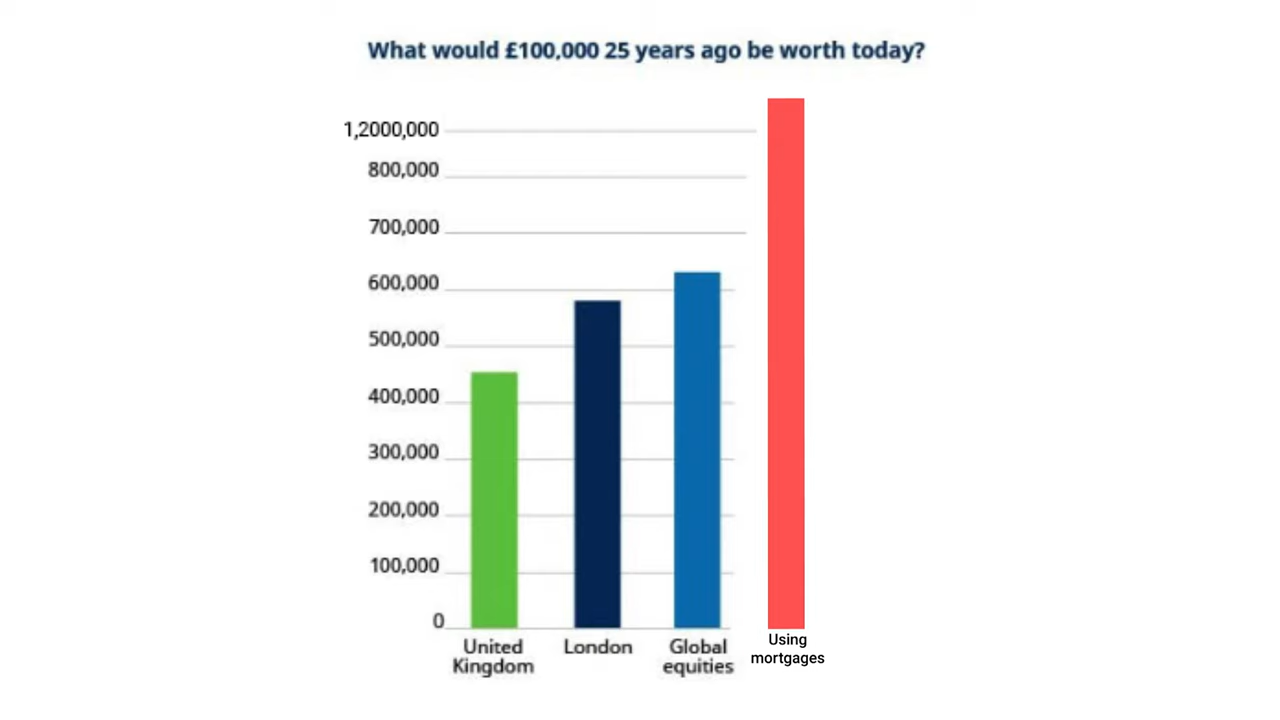 What would £100,000 25 years ago be worth today?
1,2000,000
800,000
700,000
600,000
500,000
400,000
300,000
200,000
100,000
0
United
Kingdom
London
Global
equities
Using
mortgages